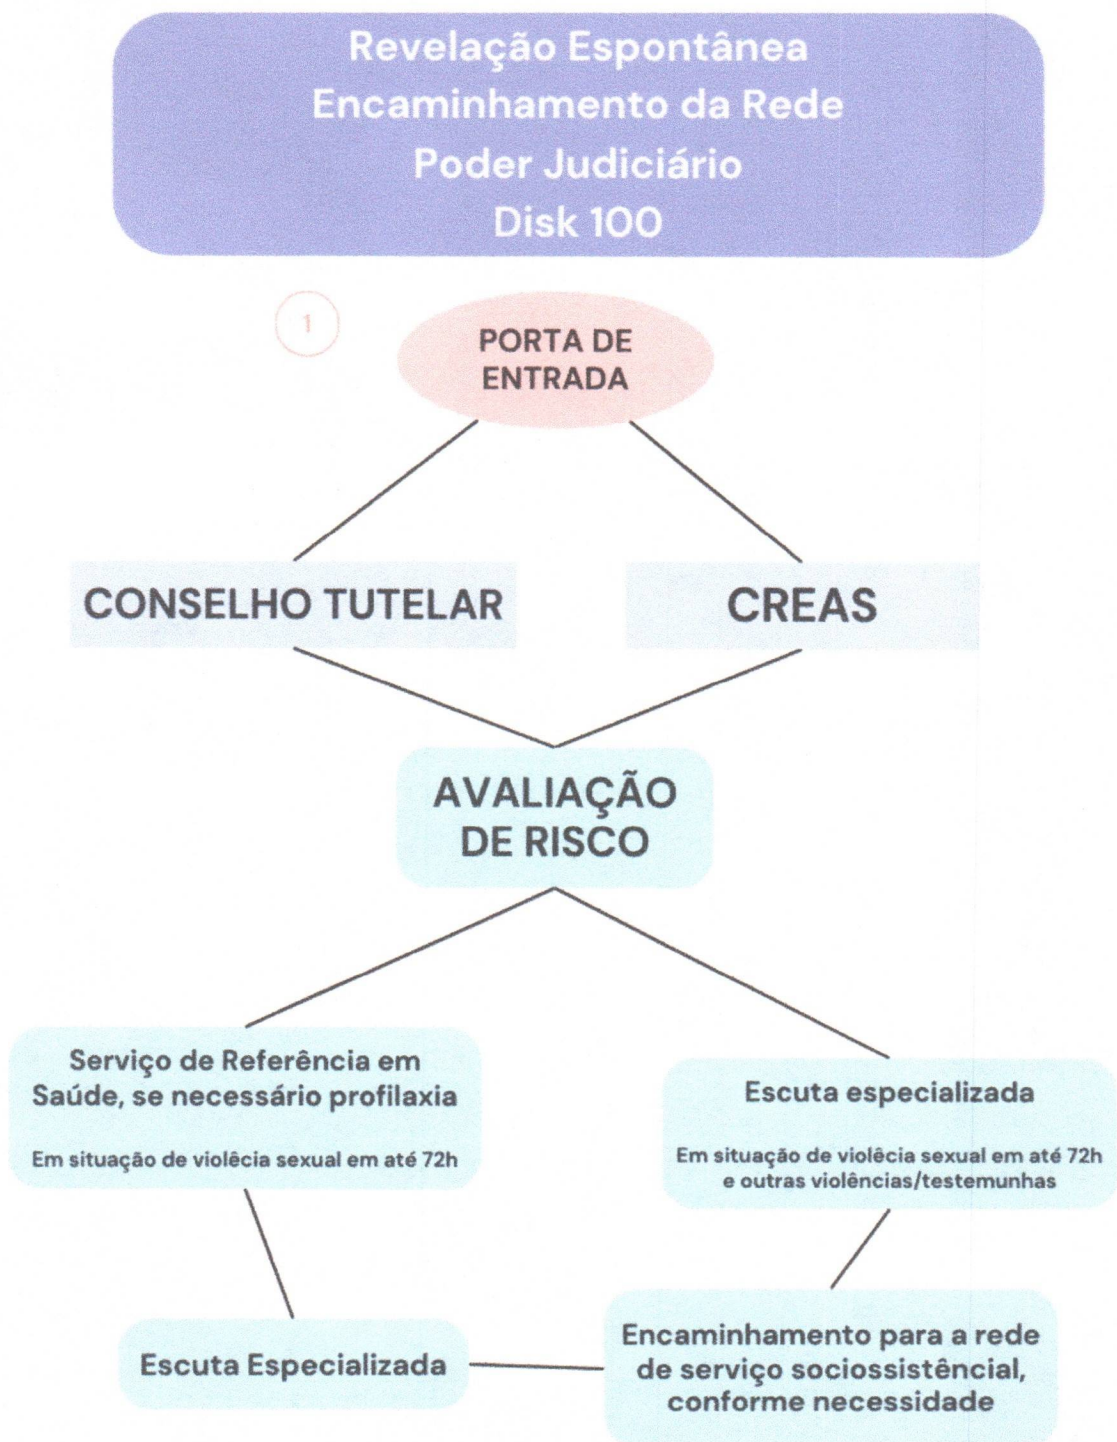 Revelação Espontânea
Encaminhamento da Rede
Poder Judiciário
Disk 100
1
PORTA DE
ENTRADA
CONSELHO TUTELAR
CREAS
AVALIAÇÃO
DE RISCO
Serviço de Referência em
Saúde, se necessário profilaxia
Em situação de violêcia sexual em até 72h
Escuta especializada
Em situação de violêcia sexual em até 72h
e outras violências/testemunhas
Escuta Especializada
Encaminhamento para a rede
de serviço sociossistêncial,
conforme necessidade